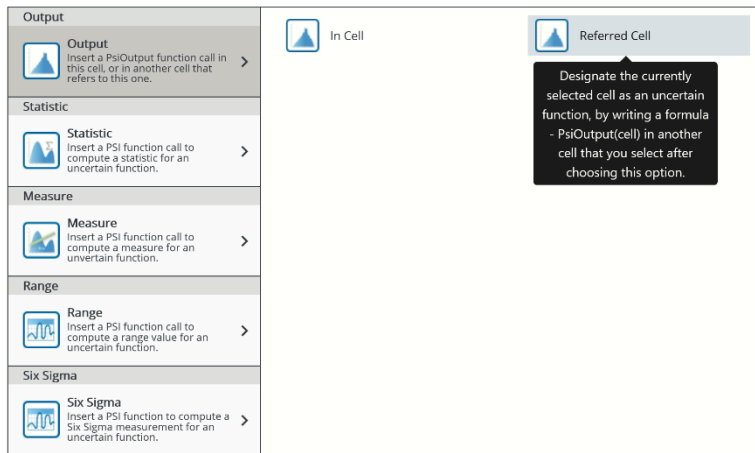 Output
Output
Insert a PsiOutput function call in
this cell, or in another cell that
refers to this one.
Statistic
Statistic
Insert a PSI function call to
compute a statistic for an
uncertain function.
Measure
Measure
Insert a PSI function call to
compute a measure for an
unvertain function.
Range
Range
Insert a PSI function call to
compute a range value for an
uncertain function.
Six Sigma
Six Sigma
Insert a PSI function to compute a
Six Sigma measurement for an
uncertain function.
In Cell
Referred Cell
Designate the currently
selected cell as an uncertain
function, by writing a formula
- PsiOutput(cell) in another
cell that you select after
choosing this option.